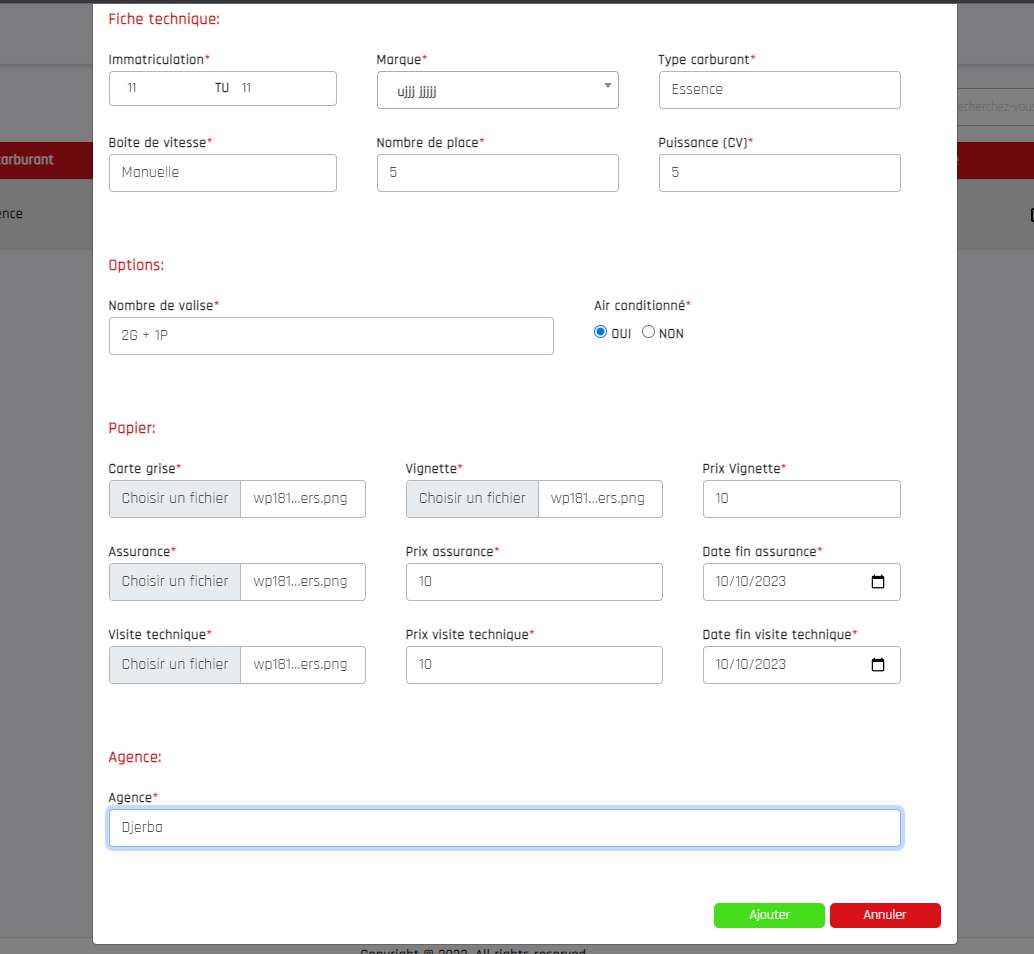 Fiche technique:
Immatriculation* Marque* Type carburant*
11 TU 11 ujjj jjjjj Essence
echerchez-vous
Boite de vitesse* Nombre de place* Puissance (CV)*
carburant
Manuelle 5 5
ence
Options:
Nombre de valise* Air conditionné*
2G + 1P OUI NON
Papier:
Carte grise* Vignette* Prix Vignette*
Choisir un fichier wp181...ers.png Choisir un fichier wp181...ers.png 10
Assurance* Prix assurance* Date fin assurance*
Choisir un fichier wp181...ers.png 10 10/10/2023
Visite technique* Prix visite technique* Date fin visite technique*
Choisir un fichier wp181...ers.png 10 10/10/2023
Agence:
Agence*
Djerba
Ajouter Annuler
Copyright © 2023. All rights reserved